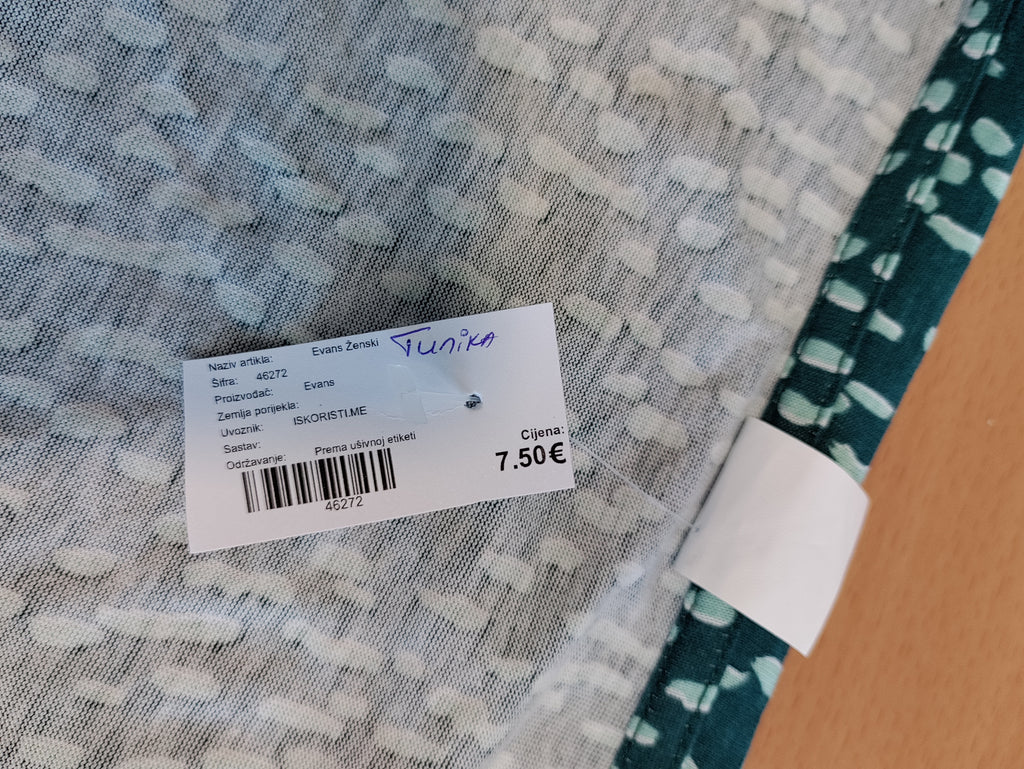 Naziv artikla: Evans Ženski Tunika
Šifra: 46272
Proizvođač: Evans
Zemlja porijekla:
Uvoznik: ISKORISTI.ME
Sastav:
Održavanje: Prema ušivnoj etiketi
46272
Cijena:
7.50€